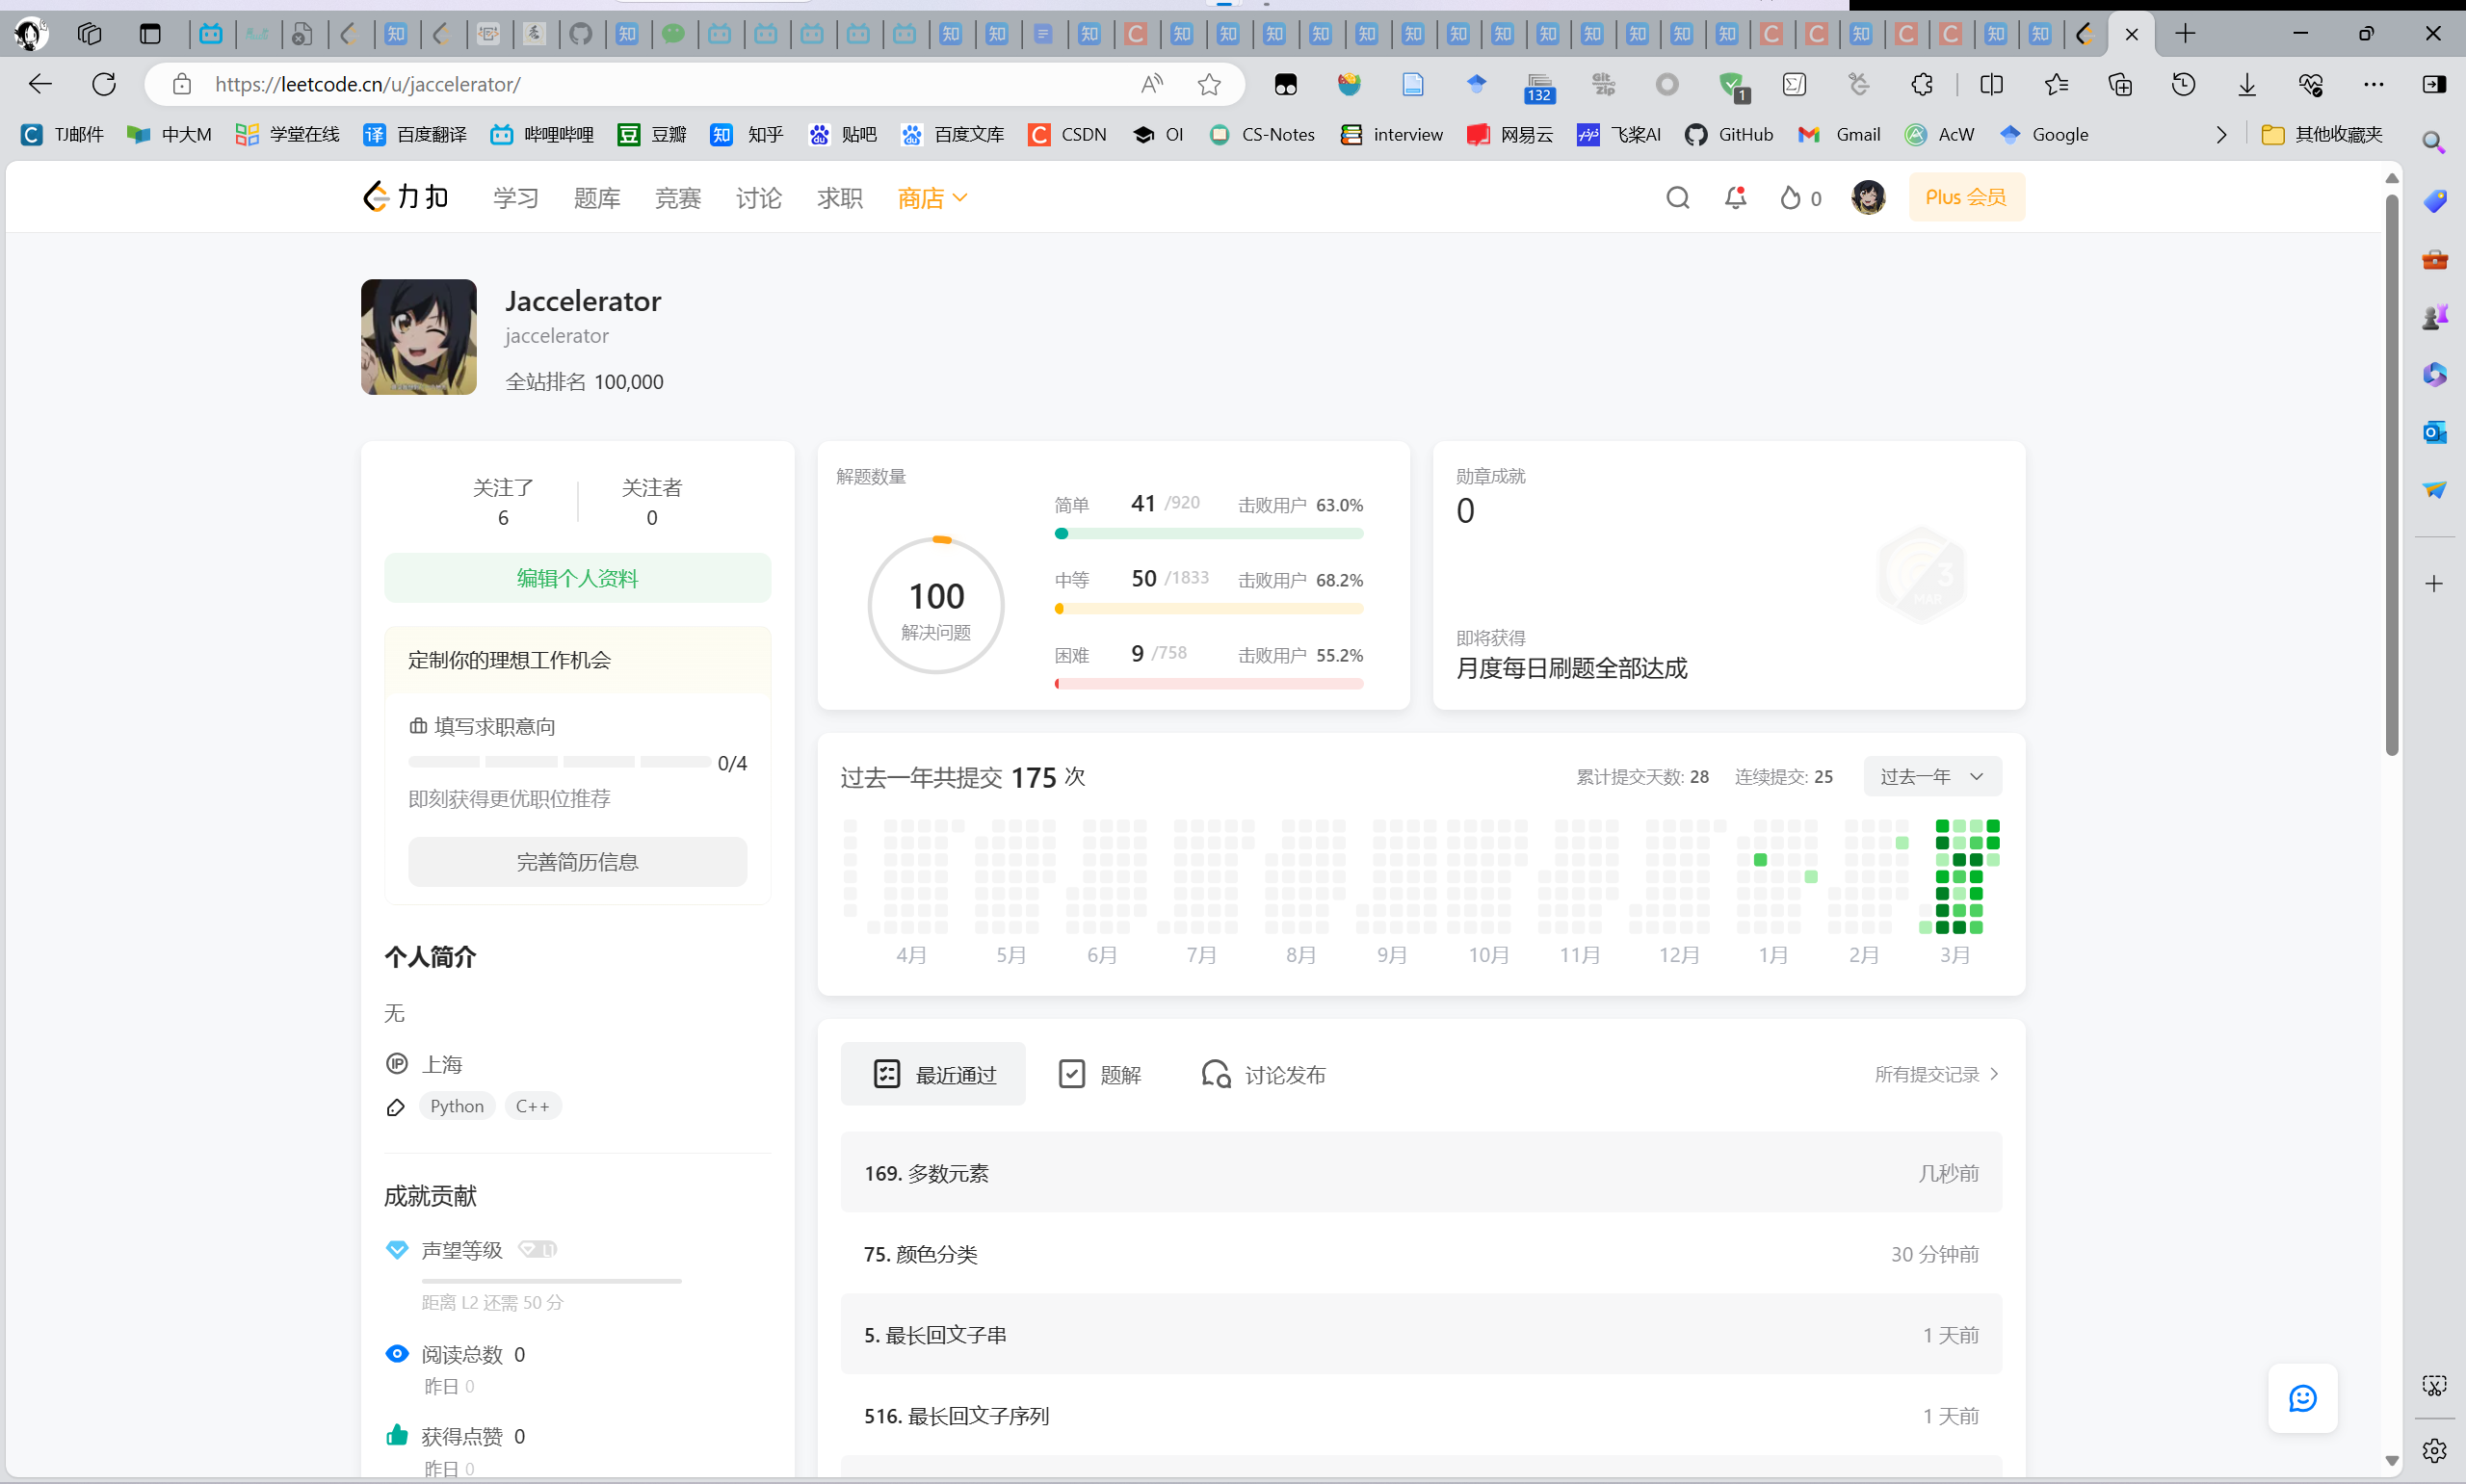 https://leetcode.cn/u/jaccelerator/
132
Git zip
1
TJ邮件 中大M 学堂在线 百度翻译 哔哩哔哩 豆瓣 知乎 贴吧 百度文库 CSDN OI CS-Notes interview 网易云 飞桨AI GitHub Gmail AcW Google 其他收藏夹
力扣 学习 题库 竞赛 讨论 求职 商店 0 Plus 会员
Jaccelerator
jaccelerator
全站排名 100,000
关注了 关注者
6 0
编辑个人资料
定制你的理想工作机会
填写求职意向
0/4
即刻获得更优职位推荐
完善简历信息
个人简介
无
上海
Python C++
成就贡献
声望等级 L1
距离 L2 还需 50 分
阅读总数 0
昨日 0
获得点赞 0
昨日 0
解题数量
100
解决问题
简单 41 /920 击败用户 63.0%
中等 50 /1833 击败用户 68.2%
困难 9 /758 击败用户 55.2%
勋章成就
0
3
MAR
即将获得
月度每日刷题全部达成
过去一年共提交 175 次 累计提交天数: 28 连续提交: 25 过去一年
4月 5月 6月 7月 8月 9月 10月 11月 12月 1月 2月 3月
最近通过 题解 讨论发布 所有提交记录
169. 多数元素 几秒前
75. 颜色分类 30 分钟前
5. 最长回文子串 1 天前
516. 最长回文子序列 1 天前